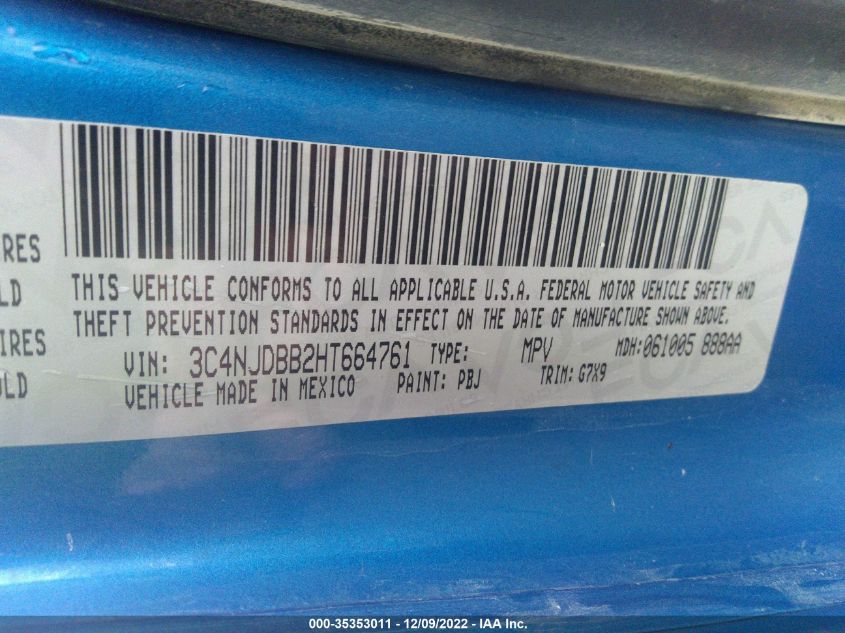 IRES
LD
THIS VEHICLE CONFORMS TO ALL APPLICABLE U.S.A. FEDERAL MOTOR VEHICLE SAFETY AND
THEFT PREVENTION STANDARDS IN EFFECT ON THE DATE OF MANUFACTURE SHOWN ABOVE.
IRES
VIN: 3C4NJDBB2HT664761 TYPE: MPV MDH:061005 888AA
ULD
VEHICLE MADE IN MEXICO PAINT: PBJ TRIM: G7X9
000-35353011 - 12/09/2022 - IAA Inc.